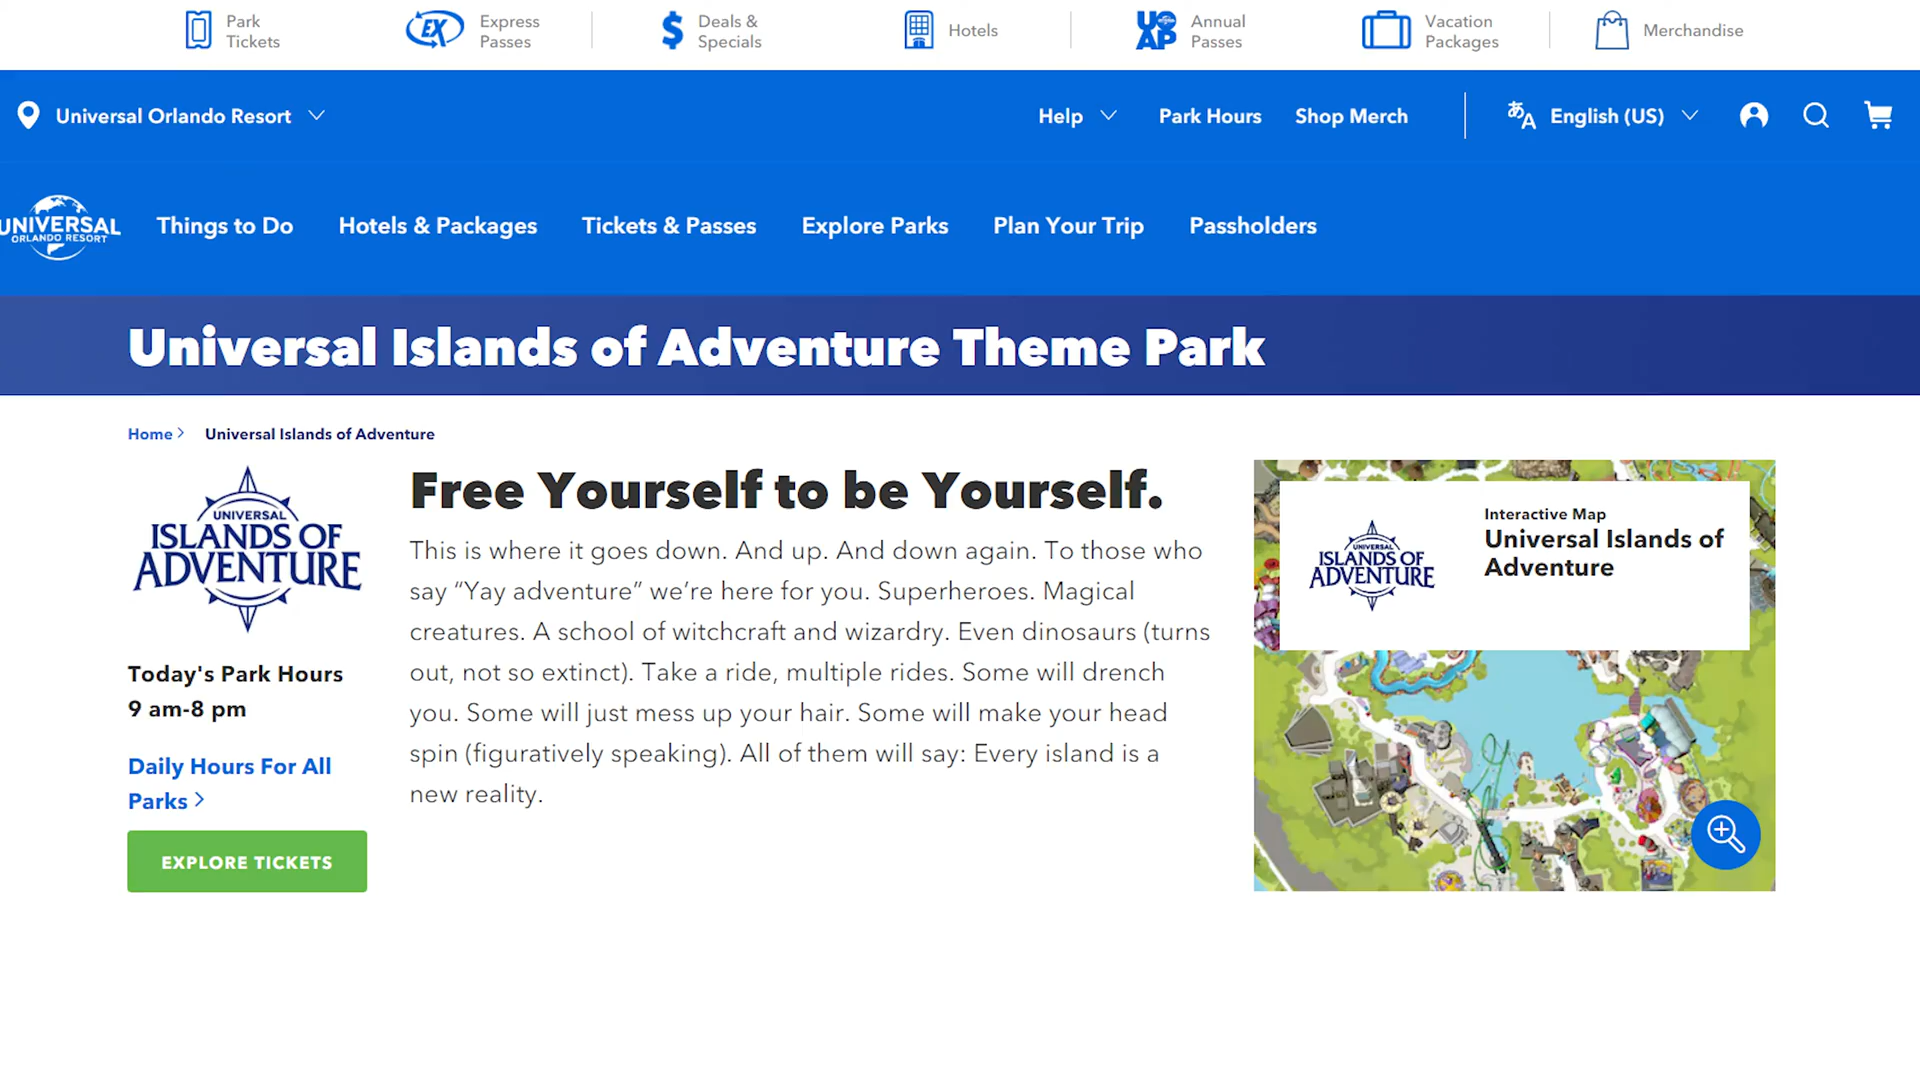 Park
Tickets
EX
Express
Passes
$
Deals &
Specials
Hotels
UO
AP
Annual
Passes
Vacation
Packages
Merchandise
Universal Orlando Resort
Help
Park Hours
Shop Merch
あA
English (US)
UNIVERSAL
ORLANDO RESORT
Things to Do
Hotels & Packages
Tickets & Passes
Explore Parks
Plan Your Trip
Passholders
Universal Islands of Adventure Theme Park
Home >
Universal Islands of Adventure
UNIVERSAL
ISLANDS OF
ADVENTURE
Today's Park Hours
9 am-8 pm
Daily Hours For All
Parks >
EXPLORE TICKETS
Free Yourself to be Yourself.
This is where it goes down. And up. And down again. To those who
say “Yay adventure” we’re here for you. Superheroes. Magical
creatures. A school of witchcraft and wizardry. Even dinosaurs (turns
out, not so extinct). Take a ride, multiple rides. Some will drench
you. Some will just mess up your hair. Some will make your head
spin (figuratively speaking). All of them will say: Every island is a
new reality.
UNIVERSAL
ISLANDS OF
ADVENTURE
Interactive Map
Universal Islands of
Adventure